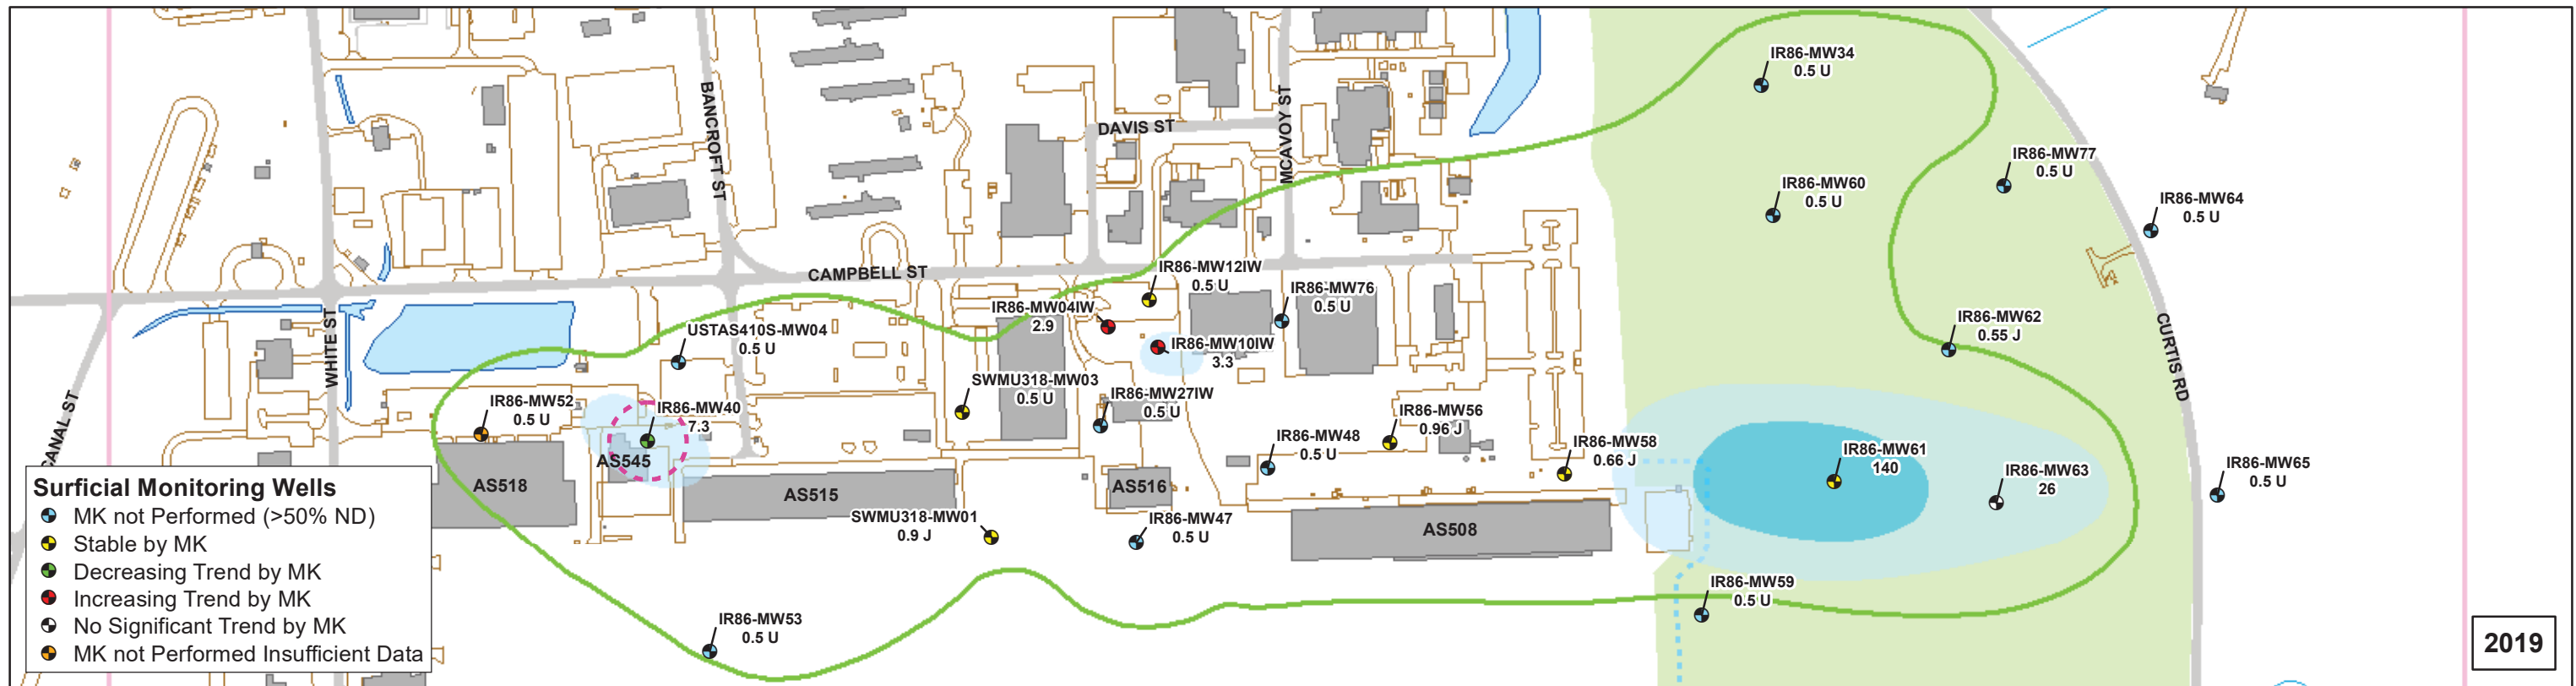 IR86-MW34
0.5 U
BANCROFT ST
DAVIS ST
MCAVOY ST
IR86-MW77
0.5 U
IR86-MW60
0.5 U
IR86-MW64
0.5 U
CAMPBELL ST
IR86-MW12IW
0.5 U
IR86-MW76
0.5 U
IR86-MW04IW
2.9
IR86-MW62
0.55 J
USTAS410S-MW04
0.5 U
IR86-MW10IW
3.3
WHITE ST
CURTIS RD
SWMU318-MW03
0.5 U
IR86-MW27IW
0.5 U
IR86-MW52
0.5 U
IR86-MW40
7.3
IR86-MW56
0.96 J
IR86-MW48
0.5 U
IR86-MW58
0.66 J
IR86-MW61
140
IR86-MW63
26
IR86-MW65
0.5 U
CANAL ST
AS545
AS518
AS515
AS516
SWMU318-MW01
0.9 J
IR86-MW47
0.5 U
AS508
IR86-MW59
0.5 U
IR86-MW53
0.5 U
Surficial Monitoring Wells
MK not Performed (>50% ND)
Stable by MK
Decreasing Trend by MK
Increasing Trend by MK
No Significant Trend by MK
MK not Performed Insufficient Data
2019